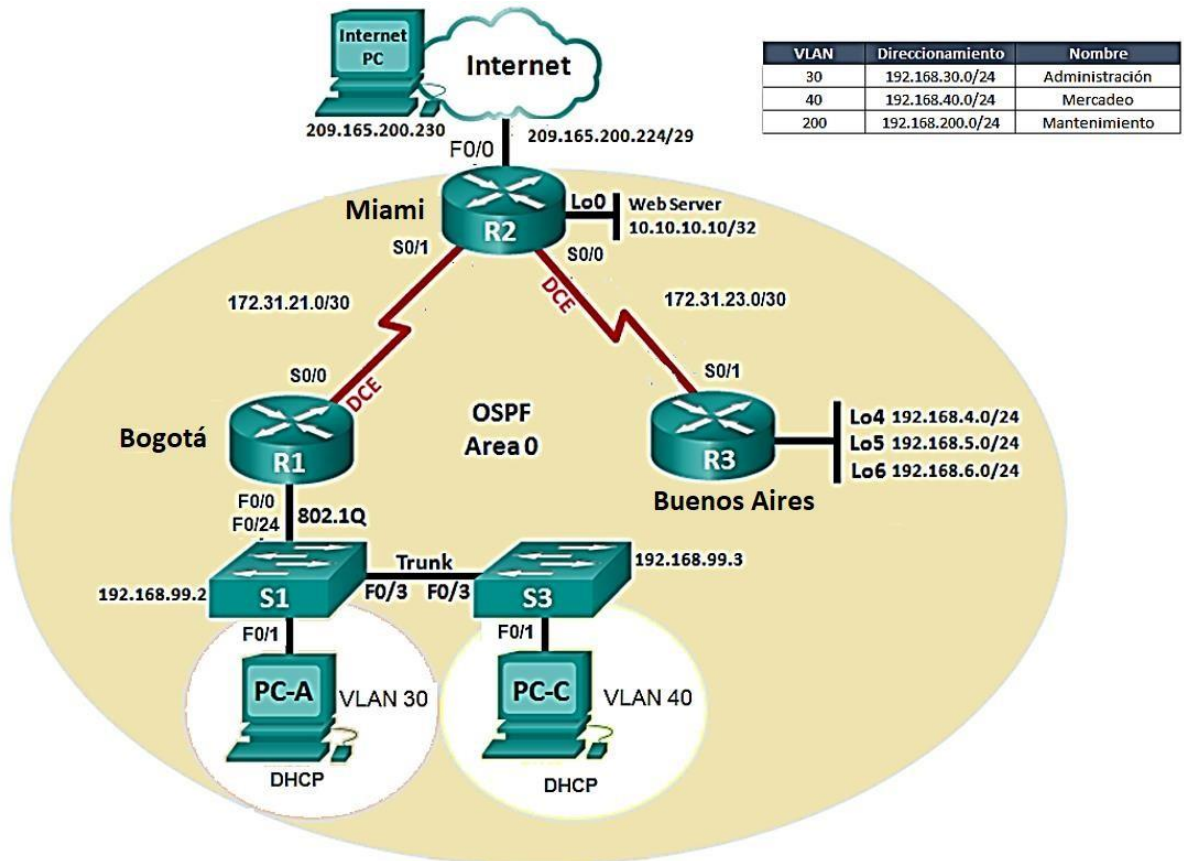 Internet
PC
Internet
209.165.200.230
209.165.200.224/29
F0/0
VLAN Direccionamiento Nombre
30 192.168.30.0/24 Administración
40 192.168.40.0/24 Mercadeo
200 192.168.200.0/24 Mantenimiento
Miami
R2
Lo0
Web Server
10.10.10.10/32
S0/1
S0/0
DCE
172.31.21.0/30
172.31.23.0/30
S0/0
DCE
S0/1
OSPF
Area 0
Bogotá
R1
R3
Buenos Aires
Lo4 192.168.4.0/24
Lo5 192.168.5.0/24
Lo6 192.168.6.0/24
F0/0
F0/24
802.1Q
Trunk
192.168.99.3
192.168.99.2
S1
F0/3
F0/3
S3
F0/1
F0/1
PC-A
VLAN 30
PC-C
VLAN 40
DHCP
DHCP